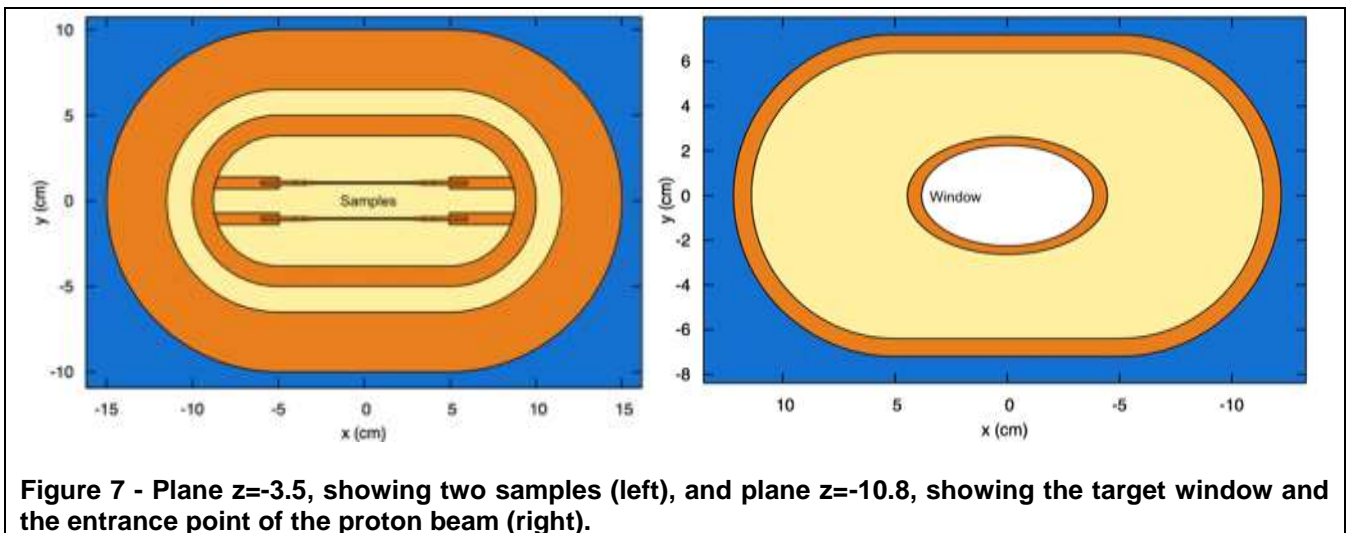 10
5
0
-5
-10
y (cm)
Samples
-15 -10 -5 0 5 10 15
x (cm)
6
4
2
0
-2
-4
-6
-8
y (cm)
Window
10 5 0 -5 -10
x (cm)
Figure 7 - Plane z=-3.5, showing two samples (left), and plane z=-10.8, showing the target window and
the entrance point of the proton beam (right).